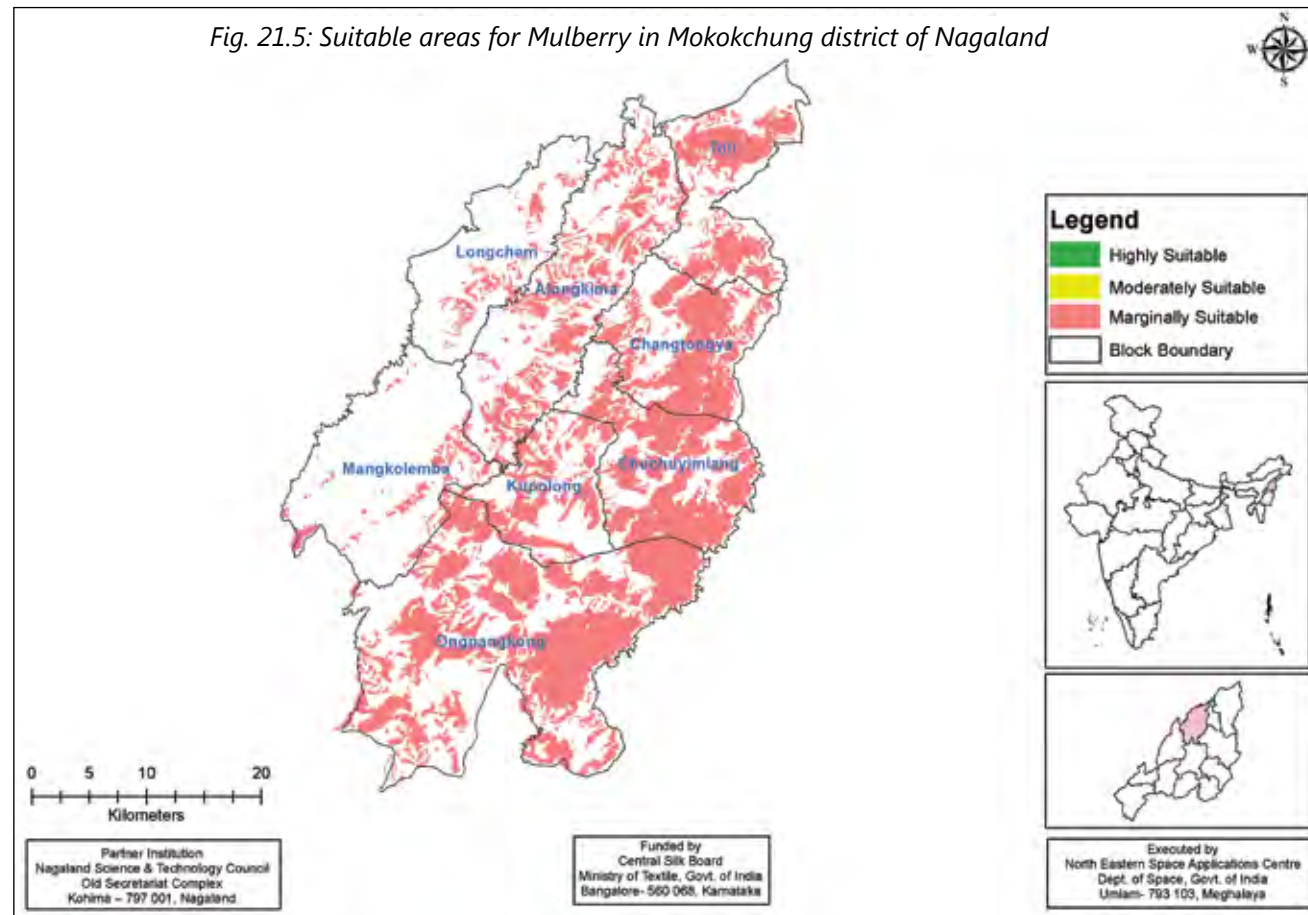 Fig. 21.5: Suitable areas for Mulberry in Mokokchung district of Nagaland
N
W
S
Tuli
Longchem
Alongkima
Changtongya
Mangkolemba
Chuchuyimlang
Kupolong
Ongpangkong
Legend
Highly Suitable
Moderately Suitable
Marginally Suitable
Block Boundary
0 5 10 20
Kilometers
Partner Institution
Nagaland Science & Technology Council
Old Secretariat Complex
Kohima – 797 001, Nagaland
Funded by
Central Silk Board
Ministry of Textile, Govt. of India
Bangalore- 560 068, Karnataka
Executed by
North Eastern Space Applications Centre
Dept. of Space, Govt. of India
Umiam- 793 103, Meghalaya